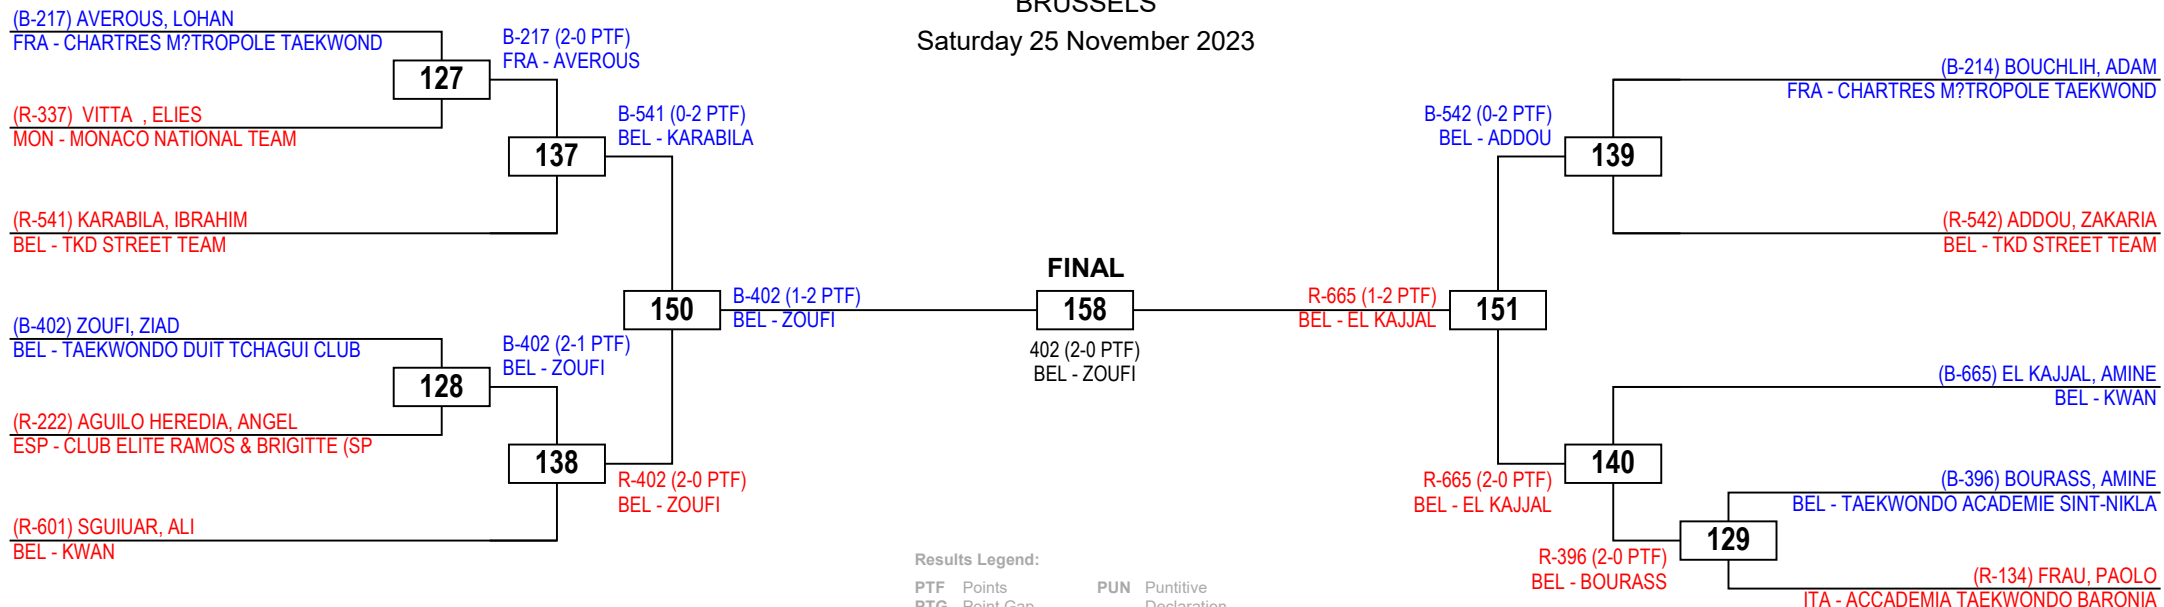 BRUSSELS
Saturday 25 November 2023
(B-217) AVEROUS, LOHAN
FRA - CHARTRES M?TROPOLE TAEKWOND
127
B-217 (2-0 PTF)
FRA - AVEROUS
(R-337)  VITTA  , ELIES
MON - MONACO NATIONAL TEAM
137
B-541 (0-2 PTF)
BEL - KARABILA
(R-541) KARABILA, IBRAHIM
BEL - TKD STREET TEAM
150
B-402 (1-2 PTF)
BEL - ZOUFI
(B-402) ZOUFI, ZIAD
BEL - TAEKWONDO DUIT TCHAGUI CLUB
128
B-402 (2-1 PTF)
BEL - ZOUFI
(R-222) AGUILO HEREDIA, ANGEL
ESP - CLUB ELITE RAMOS & BRIGITTE (SP
138
R-402 (2-0 PTF)
BEL - ZOUFI
(R-601) SGUIUAR, ALI
BEL - KWAN
FINAL
158
402 (2-0 PTF)
BEL - ZOUFI
(B-214) BOUCHLIH, ADAM
FRA - CHARTRES M?TROPOLE TAEKWOND
B-542 (0-2 PTF)
BEL - ADDOU
139
(R-542) ADDOU, ZAKARIA
BEL - TKD STREET TEAM
R-665 (1-2 PTF)
BEL - EL KAJJAL
151
(B-665) EL KAJJAL, AMINE
BEL - KWAN
140
R-665 (2-0 PTF)
BEL - EL KAJJAL
(B-396) BOURASS, AMINE
BEL - TAEKWONDO ACADEMIE SINT-NIKLA
129
R-396 (2-0 PTF)
BEL - BOURASS
(R-134) FRAU, PAOLO
ITA - ACCADEMIA TAEKWONDO BARONIA
Results Legend:
PTF Points PUN Puntitive
PTG Point Gap Declaration